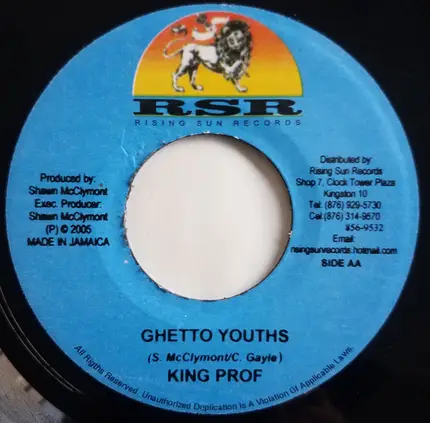 RSR
RISING SUN RECORDS
Produced by:
Shawn McClymont
Exec. Producer:
Shawn McClymont
(P) © 2005
MADE IN JAMAICA
Distributed by
Rising Sun Records
Shop 7, Clock Tower Plaza
Kingston 10
Tel: (876) 929-5730
Cel:(876) 314-9570
856-9532
Email:
risingsunrecords.hotmail.com
SIDE AA
GHETTO YOUTHS
(S. McClymont/C. Gayle)
KING PROF
All Rigths Reserved. Unauthorized Dcplication Is A Violation Of Applicable Laws.